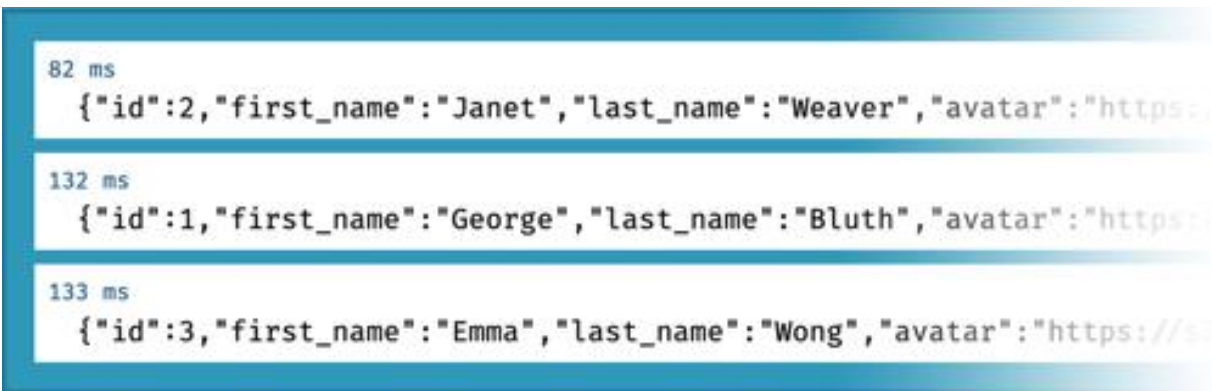 82 ms
{"id":2,"first_name":"Janet","last_name":"Weaver","avatar":"https:
132 ms
{"id":1,"first_name":"George","last_name":"Bluth","avatar":"https:
133 ms
{"id":3,"first_name":"Emma","last_name":"Wong","avatar":"https://s